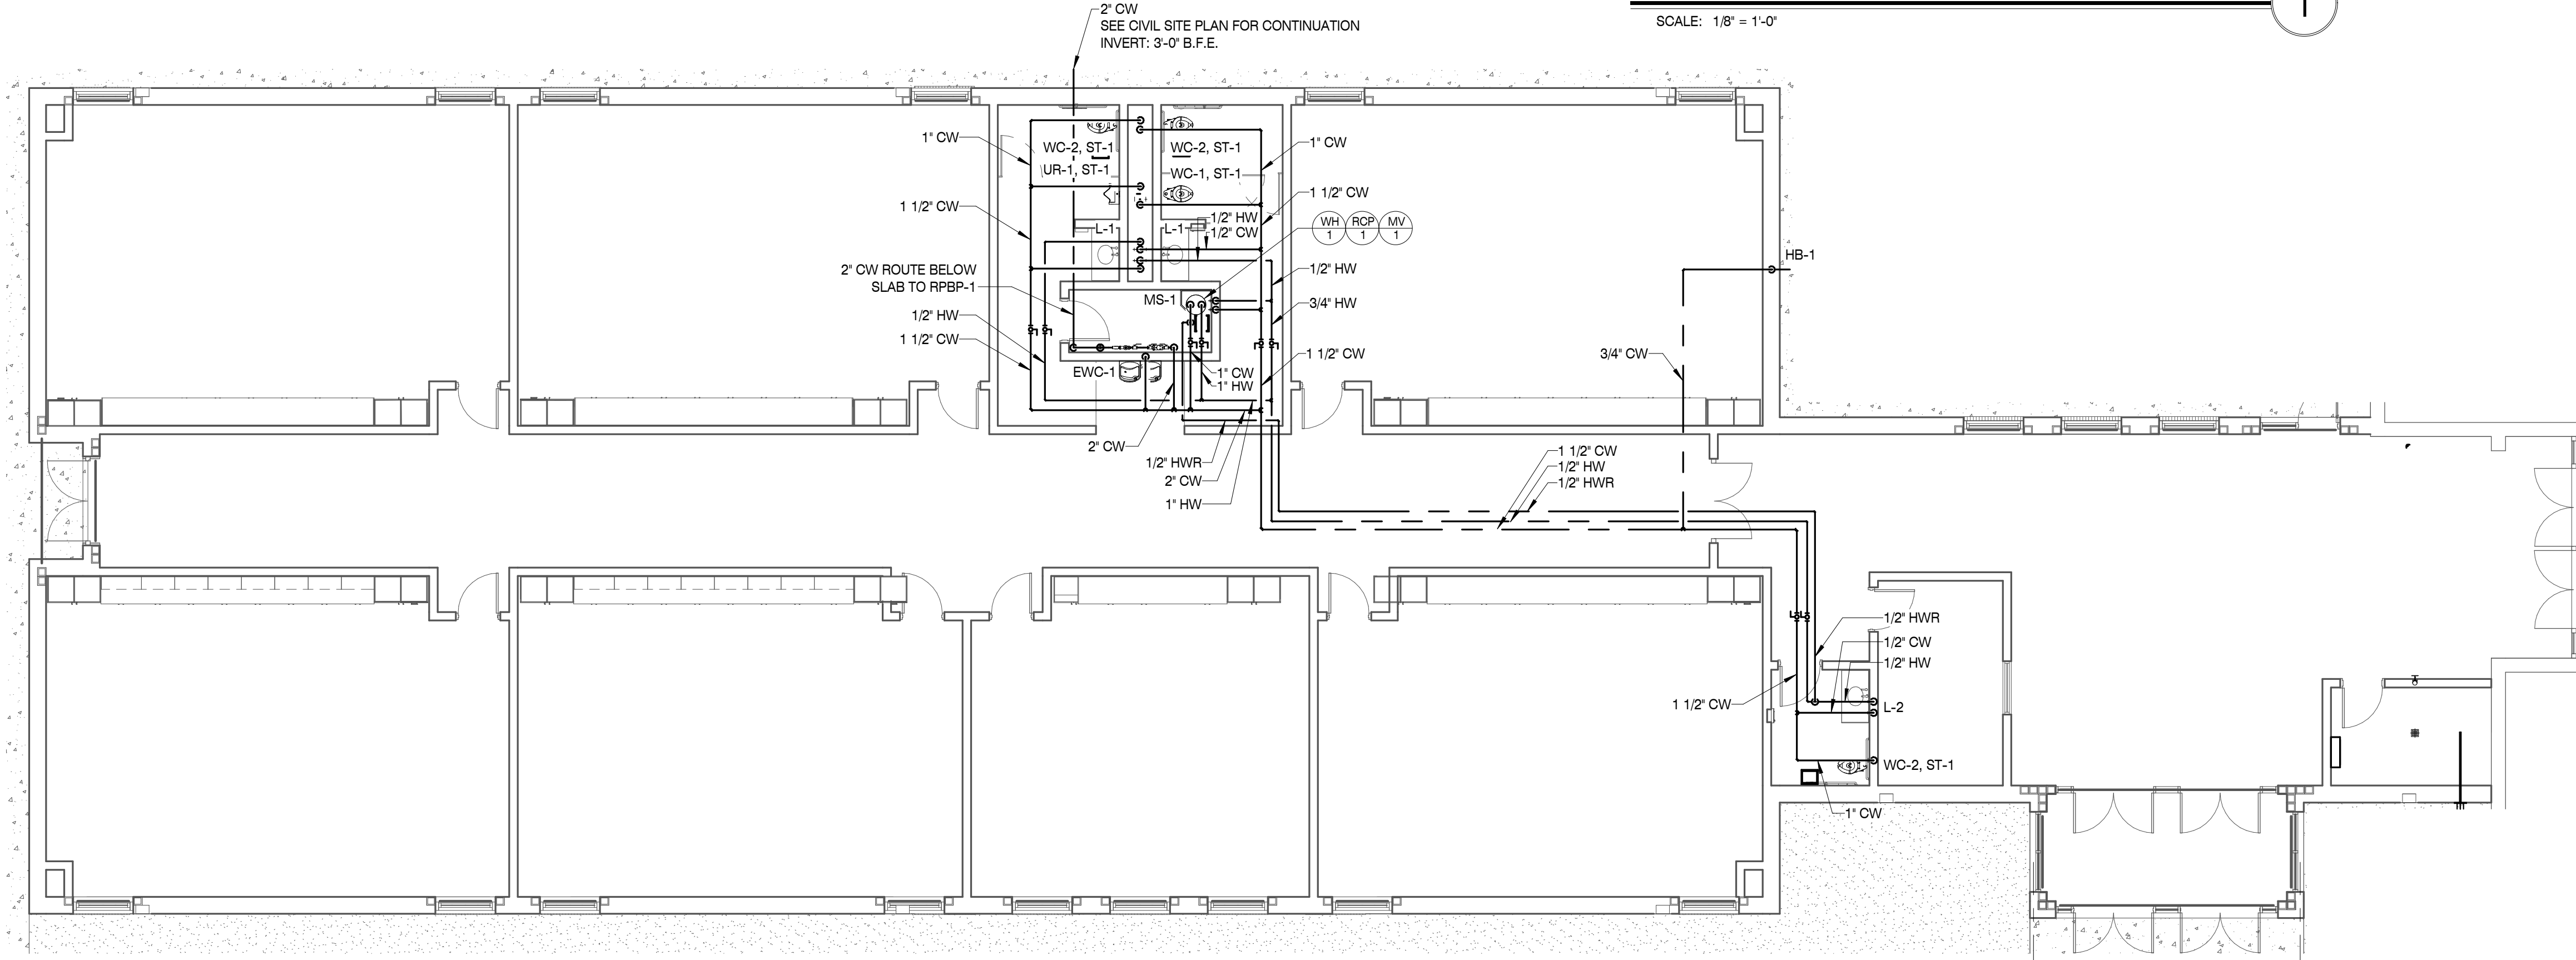 2" CW
SEE CIVIL SITE PLAN FOR CONTINUATION
INVERT: 3'-0" B.F.E.
SCALE: 1/8" = 1'-0"
1
1" CW
WC-2, ST-1
UR-1, ST-1
WC-2, ST-1
WC-1, ST-1
1" CW
1 1/2" CW
1 1/2" CW
L-1
L-1
1/2" HW
1/2" CW
WH
1
RCP
1
MV
1
HB-1
2" CW ROUTE BELOW
SLAB TO RPBP-1
1/2" HW
MS-1
3/4" HW
1/2" HW
1 1/2" CW
1 1/2" CW
3/4" CW
EWC-1
1" CW
1" HW
2" CW
1/2" HWR
2" CW
1" HW
1 1/2" CW
1/2" HW
1/2" HWR
1/2" HWR
1/2" CW
1/2" HW
1 1/2" CW
L-2
WC-2, ST-1
1" CW